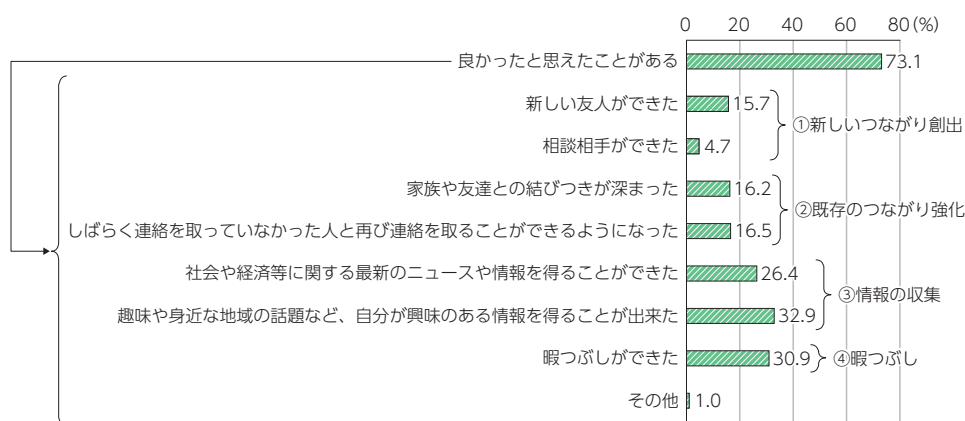 0 20 40 60 80(%)
良かったと思えたことがある 73.1
新しい友人ができた 15.7
①新しいつながり創出
相談相手ができた 4.7
家族や友達との結びつきが深まった 16.2
②既存のつながり強化
しばらく連絡を取っていなかった人と再び連絡を取ることができるようになった 16.5
社会や経済等に関する最新のニュースや情報を得ることができた 26.4
③情報の収集
趣味や身近な地域の話題など、自分が興味のある情報を得ることが出来た 32.9
暇つぶしができた 30.9 ④暇つぶし
その他 1.0